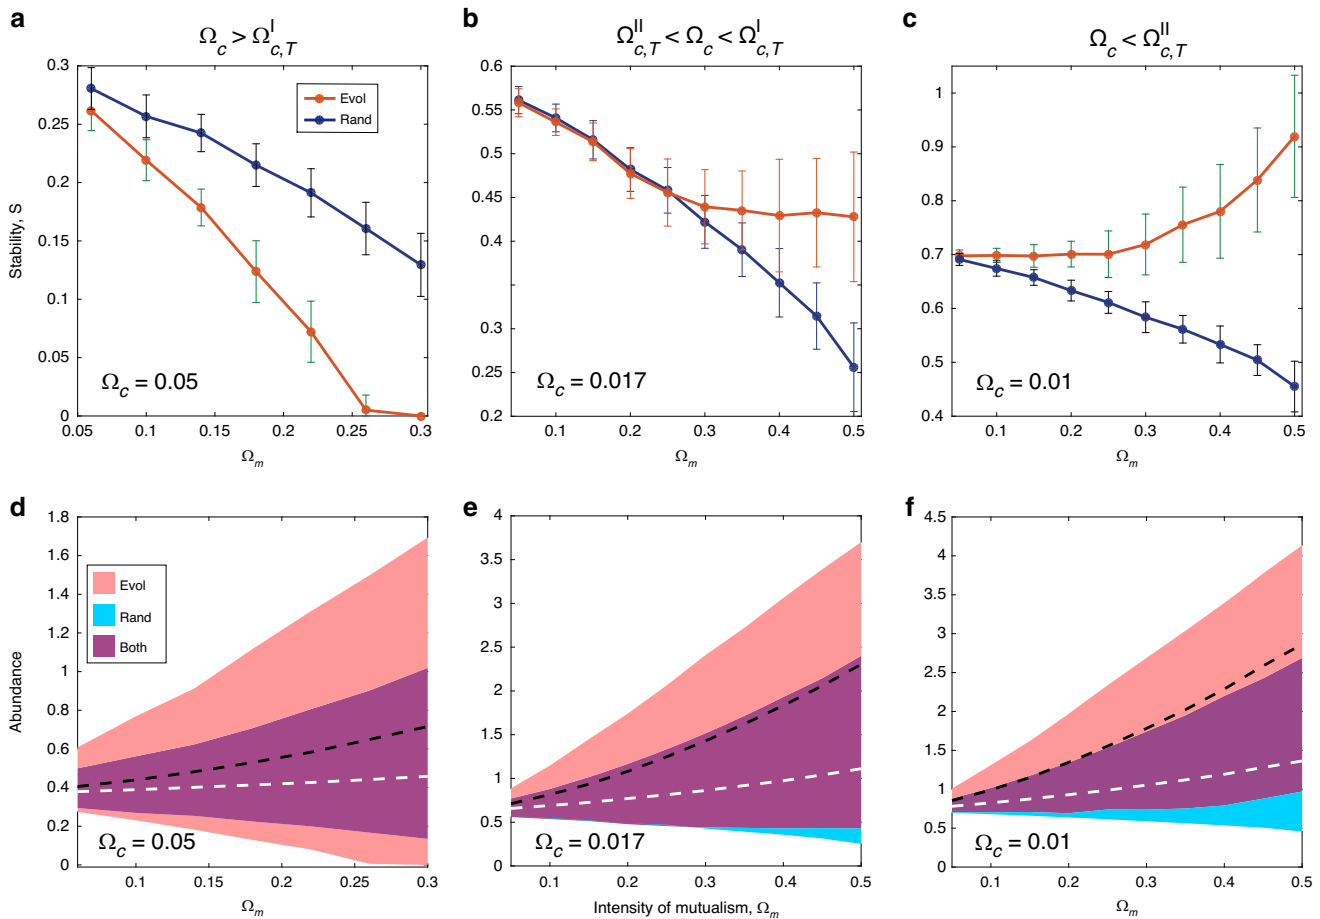 a
Ω_c > Ω^I_{c,T}
0.3
0.25
0.2
0.15
0.1
0.05
0
Stability, S
Evol
Rand
Ω_c = 0.05
0.05 0.1 0.15 0.2 0.25 0.3
Ω_m
b
Ω^II_{c,T} < Ω_c < Ω^I_{c,T}
0.6
0.5
0.4
0.3
0.2
Ω_c = 0.017
0.1 0.2 0.3 0.4 0.5
Ω_m
c
Ω_c < Ω^II_{c,T}
1
0.9
0.8
0.7
0.6
0.5
0.4
Ω_c = 0.01
0.1 0.2 0.3 0.4 0.5
Ω_m
d
1.8
1.6
1.4
1.2
1
0.8
0.6
0.4
0.2
0
Abundance
Evol
Rand
Both
Ω_c = 0.05
0.1 0.15 0.2 0.25 0.3
Ω_m
e
4
3.5
3
2.5
2
1.5
1
0.5
0
Ω_c = 0.017
0.1 0.2 0.3 0.4 0.5
Intensity of mutualism, Ω_m
f
4.5
4
3.5
3
2.5
2
1.5
1
0.5
0
Ω_c = 0.01
0.1 0.2 0.3 0.4 0.5
Ω_m